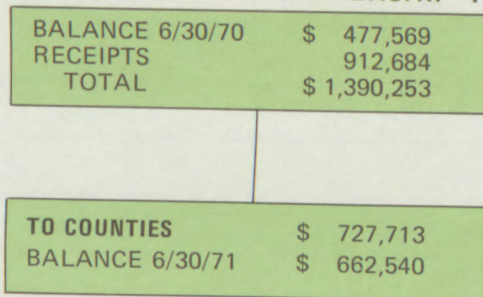 BALANCE 6/30/70 $ 477,569
RECEIPTS 912,684
TOTAL $ 1,390,253
TO COUNTIES $ 727,713
BALANCE 6/30/71 $ 662,540